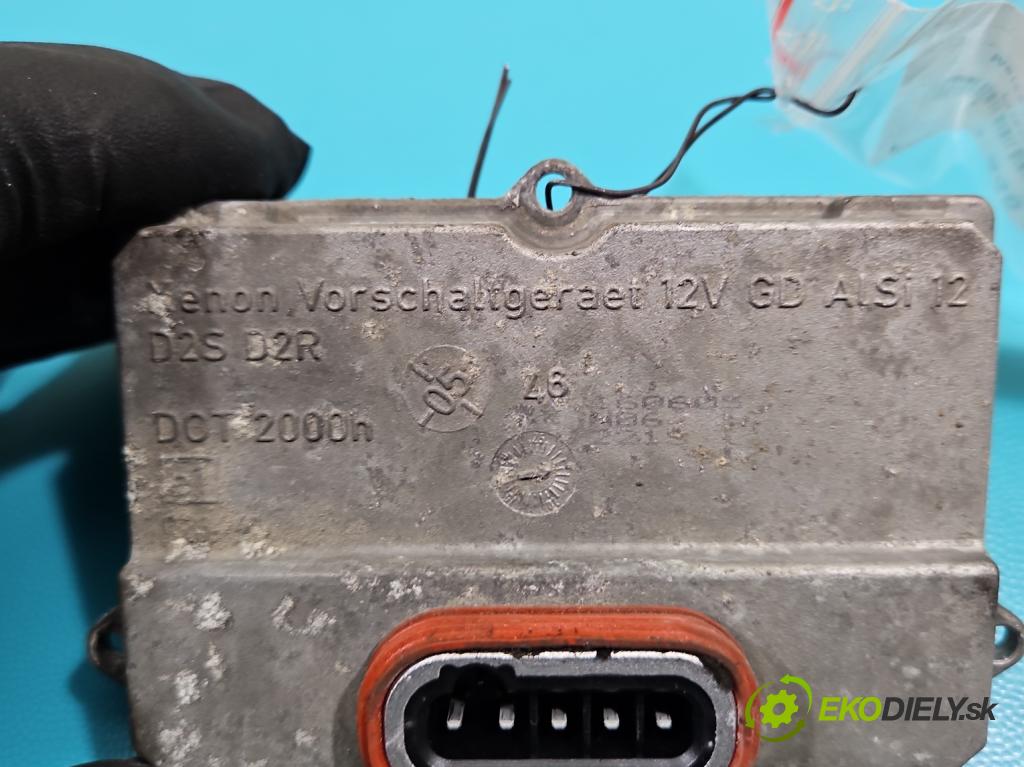 Xenon Vorschaltgeraet 12V GD AlSi 12
D2S D2R
05
46
DOT 2000h
EKODIELY.sk